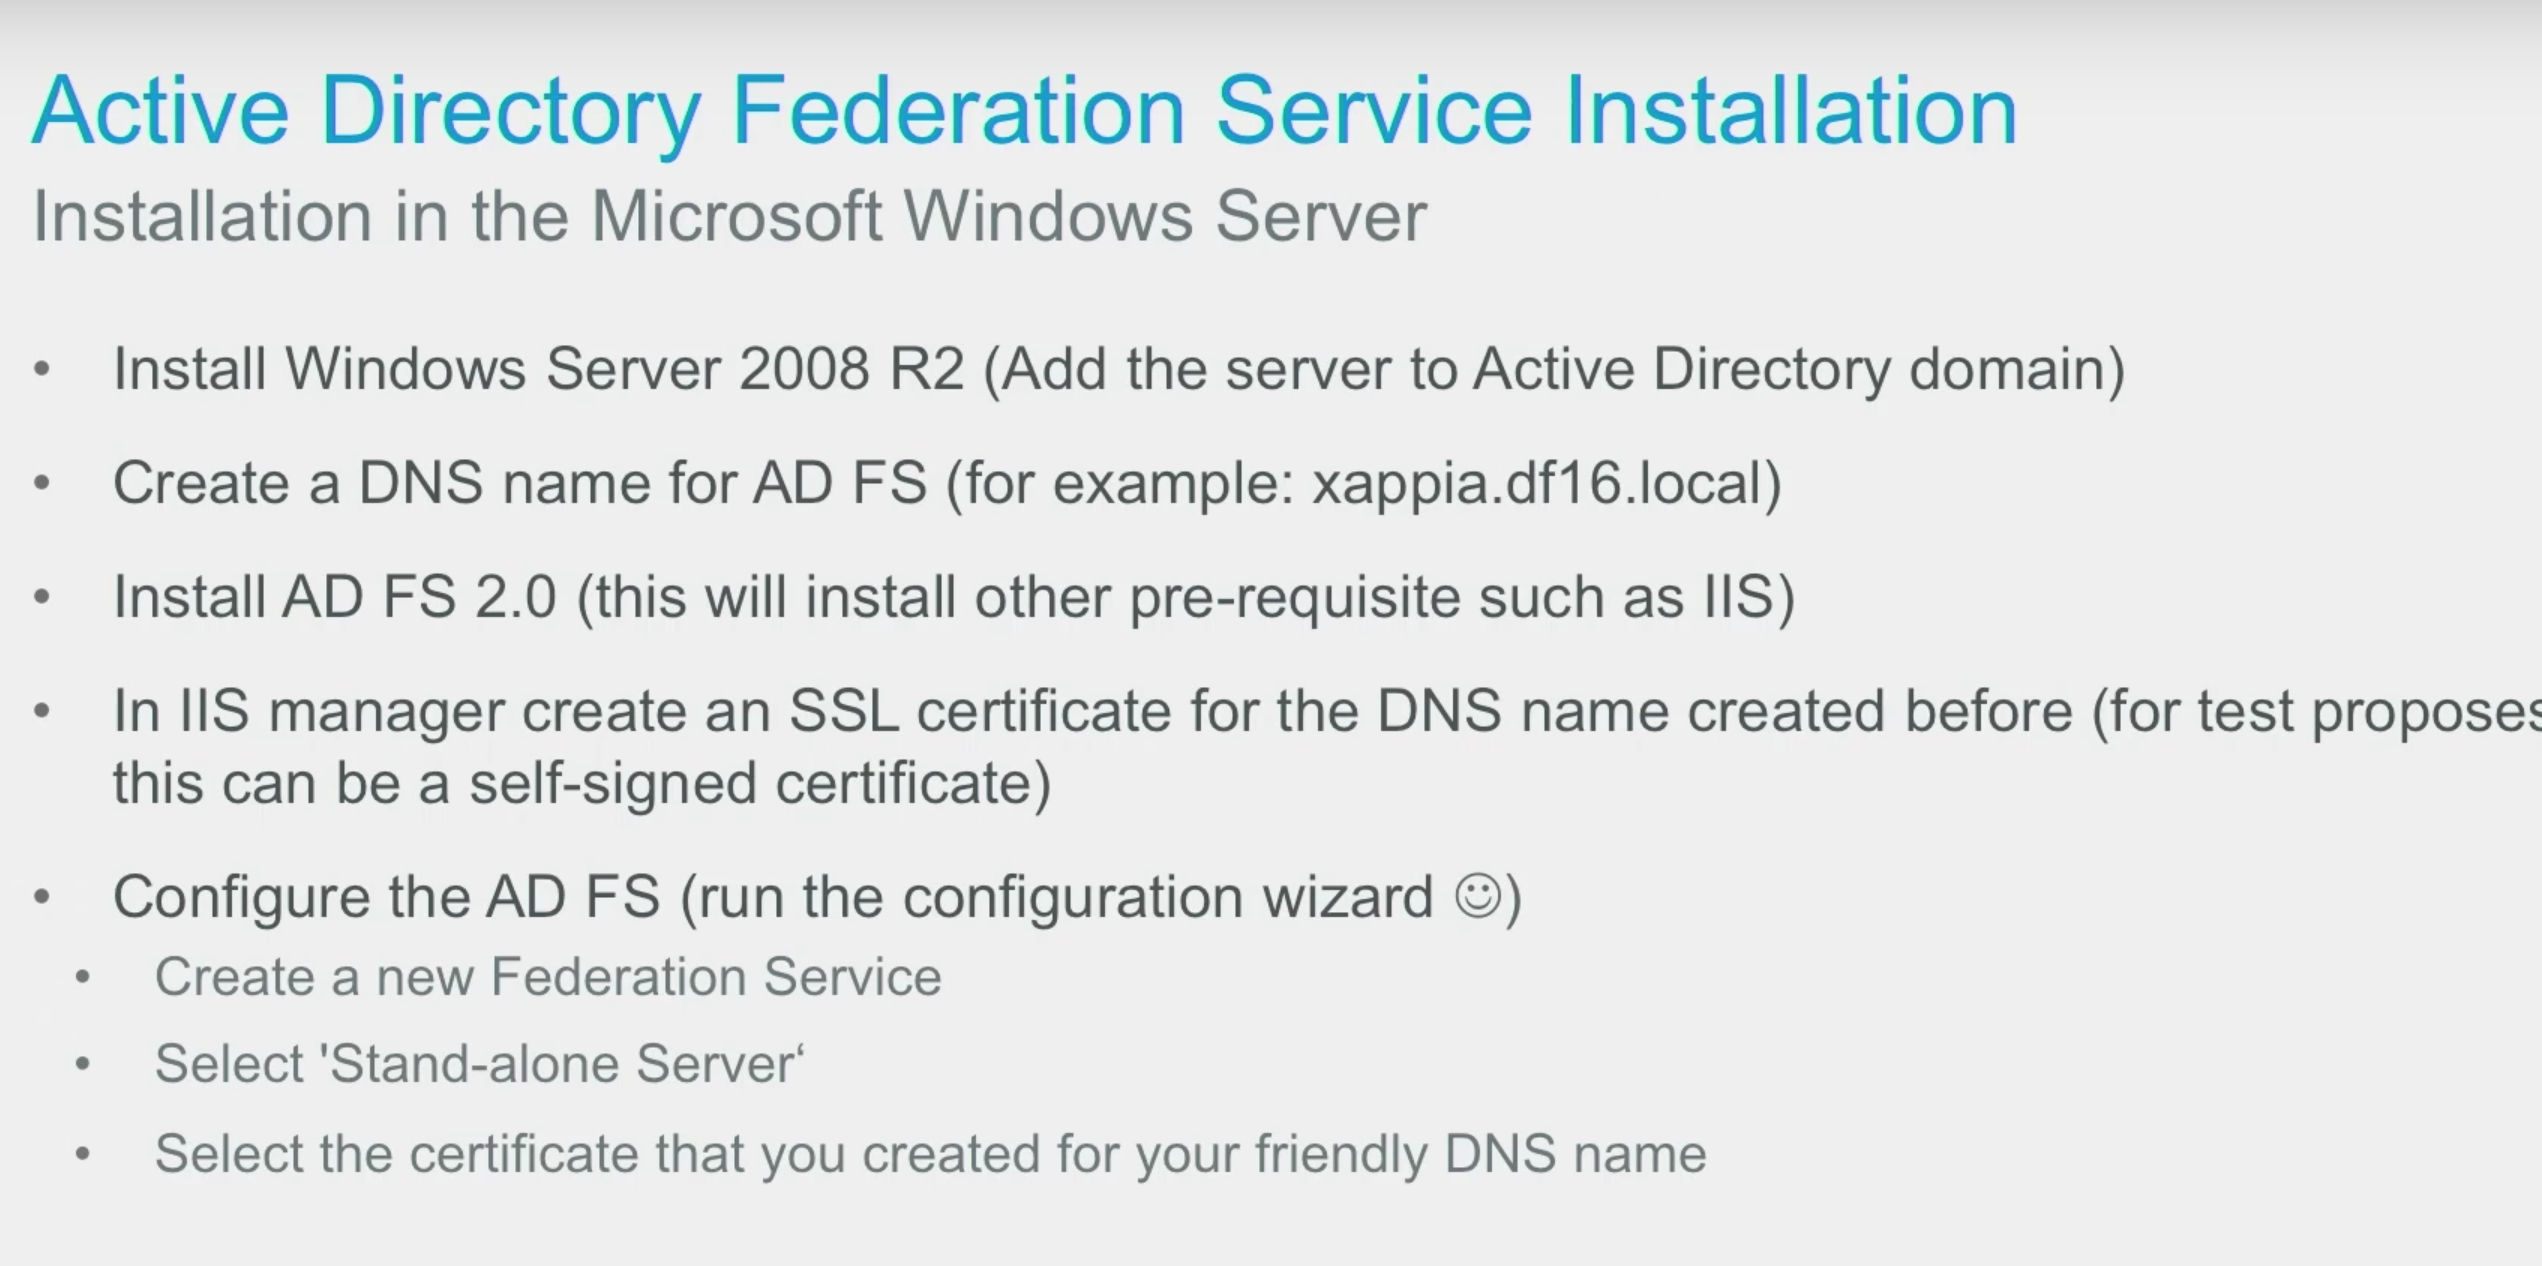 Active Directory Federation Service Installation
Installation in the Microsoft Windows Server
• Install Windows Server 2008 R2 (Add the server to Active Directory domain)
• Create a DNS name for AD FS (for example: xappia.df16.local)
• Install AD FS 2.0 (this will install other pre-requisite such as IIS)
• In IIS manager create an SSL certificate for the DNS name created before (for test proposes
this can be a self-signed certificate)
• Configure the AD FS (run the configuration wizard ☺)
• Create a new Federation Service
• Select 'Stand-alone Server‘
• Select the certificate that you created for your friendly DNS name